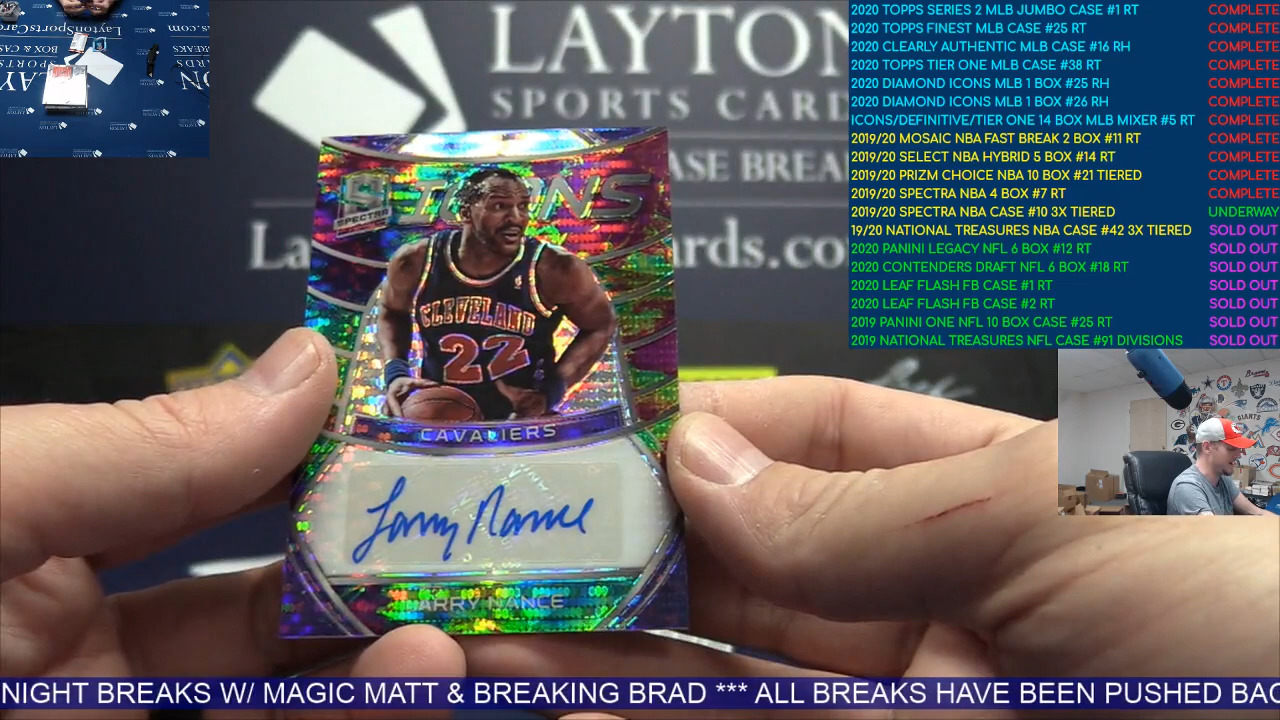 LAYTON
SPORTS CARD
ASE BREA
La
rds.co
SPECTRA
ICONS
CLEVELAND
22
CAVALIERS
Larry Nance
LARRY NANCE
2020 TOPPS SERIES 2 MLB JUMBO CASE #1 RT COMPLETE
2020 TOPPS FINEST MLB CASE #25 RT COMPLETE
2020 CLEARLY AUTHENTIC MLB CASE #16 RH COMPLETE
2020 TOPPS TIER ONE MLB CASE #38 RT COMPLETE
2020 DIAMOND ICONS MLB 1 BOX #25 RH COMPLETE
2020 DIAMOND ICONS MLB 1 BOX #26 RH COMPLETE
ICONS/DEFINITIVE/TIER ONE 14 BOX MLB MIXER #5 RT COMPLETE
2019/20 MOSAIC NBA FAST BREAK 2 BOX #11 RT COMPLETE
2019/20 SELECT NBA HYBRID 5 BOX #14 RT COMPLETE
2019/20 PRIZM CHOICE NBA 10 BOX #21 TIERED COMPLETE
2019/20 SPECTRA NBA 4 BOX #7 RT COMPLETE
2019/20 SPECTRA NBA CASE #10 3X TIERED UNDERWAY
19/20 NATIONAL TREASURES NBA CASE #42 3X TIERED SOLD OUT
2020 PANINI LEGACY NFL 6 BOX #12 RT SOLD OUT
2020 CONTENDERS DRAFT NFL 6 BOX #18 RT SOLD OUT
2020 LEAF FLASH FB CASE #1 RT SOLD OUT
2020 LEAF FLASH FB CASE #2 RT SOLD OUT
2019 PANINI ONE NFL 10 BOX CASE #25 RT SOLD OUT
2019 NATIONAL TREASURES NFL CASE #91 DIVISIONS SOLD OUT
GIANTS
NIGHT BREAKS W/ MAGIC MATT & BREAKING BRAD *** ALL BREAKS HAVE BEEN PUSHED BAC